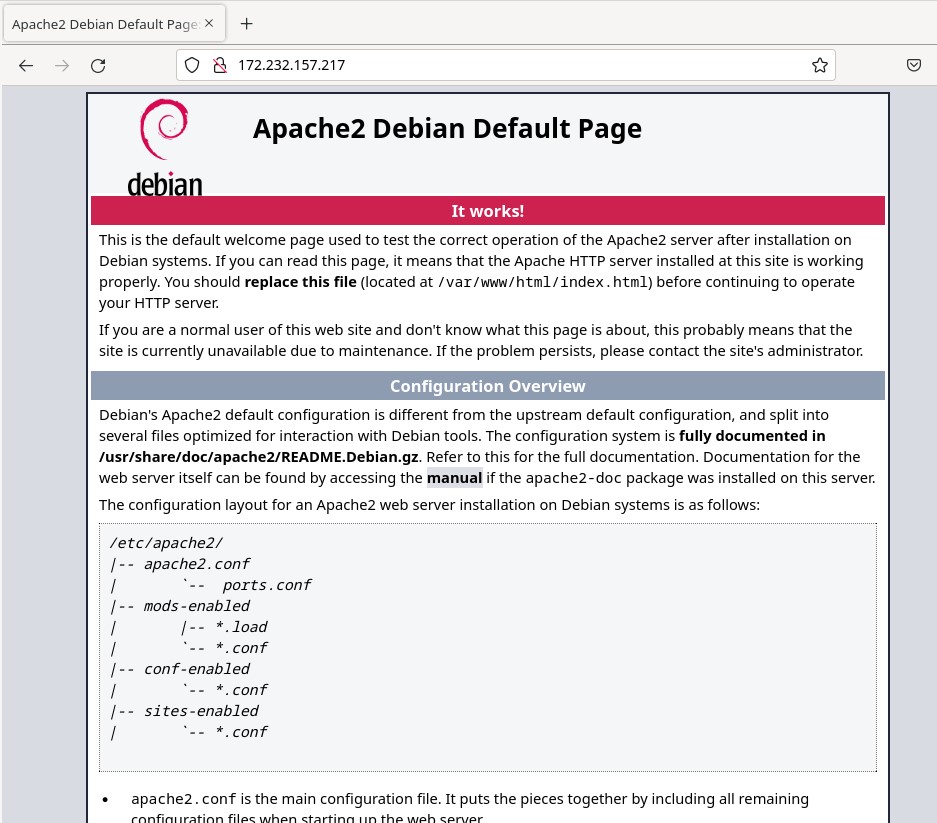 Apache2 Debian Default Page:
172.232.157.217
debian
Apache2 Debian Default Page
It works!
This is the default welcome page used to test the correct operation of the Apache2 server after installation on
Debian systems. If you can read this page, it means that the Apache HTTP server installed at this site is working
properly. You should replace this file (located at /var/www/html/index.html) before continuing to operate
your HTTP server.
If you are a normal user of this web site and don't know what this page is about, this probably means that the
site is currently unavailable due to maintenance. If the problem persists, please contact the site's administrator.
Configuration Overview
Debian's Apache2 default configuration is different from the upstream default configuration, and split into
several files optimized for interaction with Debian tools. The configuration system is fully documented in
/usr/share/doc/apache2/README.Debian.gz. Refer to this for the full documentation. Documentation for the
web server itself can be found by accessing the manual if the apache2-doc package was installed on this server.
The configuration layout for an Apache2 web server installation on Debian systems is as follows:
/etc/apache2/
|-- apache2.conf
|       `--  ports.conf
|-- mods-enabled
|       |-- *.load
|       `-- *.conf
|-- conf-enabled
|       `-- *.conf
|-- sites-enabled
|       `-- *.conf
• apache2.conf is the main configuration file. It puts the pieces together by including all remaining
configuration files when starting up the web server.